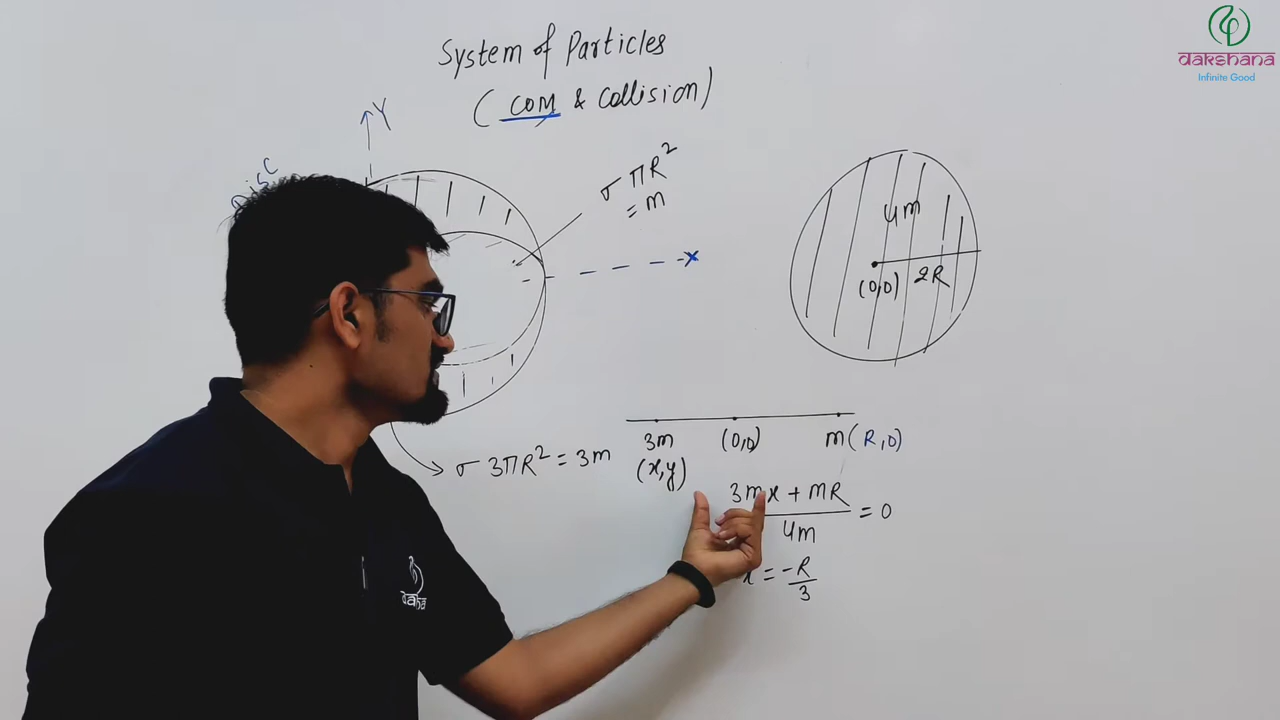 dakshana
Infinite Good
System of Particles
(COM & Collision)
Y
Disc
σ πR²
= m
x
4m
(0,0) 2R
σ 3πR² = 3m
3m (0,0) m(R,0)
(x,y)
3mx + mR
4m
= 0
x = -R
3